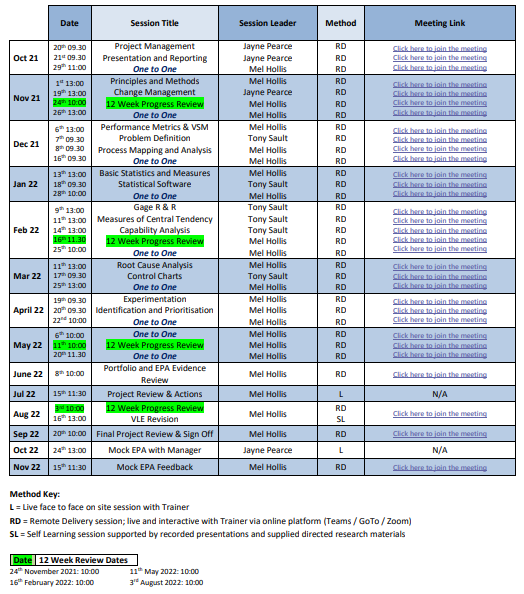 Date Session Title Session Leader Method Meeting Link
Oct 21
20th 09.30 Project Management Jayne Pearce RD Click here to join the meeting
21st 09.30 Presentation and Reporting Jayne Pearce RD Click here to join the meeting
29th 11:00 One to One Mel Hollis RD Click here to join the meeting
Nov 21
1st 13:00 Principles and Methods Mel Hollis RD Click here to join the meeting
19th 13:00 Change Management Jayne Pearce RD Click here to join the meeting
24th 10:00 12 Week Progress Review Mel Hollis RD Click here to join the meeting
26th 13:00 One to One Mel Hollis RD Click here to join the meeting
Dec 21
6th 13:00 Performance Metrics & VSM Mel Hollis RD Click here to join the meeting
7th 09:30 Problem Definition Tony Sault RD Click here to join the meeting
8th 09:30 Process Mapping and Analysis Mel Hollis RD Click here to join the meeting
16th 09.30 One to One Mel Hollis RD Click here to join the meeting
Jan 22
13th 13:00 Basic Statistics and Measures Mel Hollis RD Click here to join the meeting
18th 09:30 Statistical Software Tony Sault RD Click here to join the meeting
28th 10:00 One to One Mel Hollis RD Click here to join the meeting
Feb 22
9th 13:00 Gage R & R Tony Sault RD Click here to join the meeting
11th 13:00 Measures of Central Tendency Tony Sault RD Click here to join the meeting
14th 13:00 Capability Analysis Tony Sault RD Click here to join the meeting
16th 11:30 12 Week Progress Review Mel Hollis RD Click here to join the meeting
25th 10:00 One to One Mel Hollis RD Click here to join the meeting
Mar 22
11th 13:00 Root Cause Analysis Mel Hollis RD Click here to join the meeting
17th 09:30 Control Charts Tony Sault RD Click here to join the meeting
25th 13:00 One to One Mel Hollis RD Click here to join the meeting
April 22
19th 09:30 Experimentation Mel Hollis RD Click here to join the meeting
20th 09:30 Identification and Prioritisation Mel Hollis RD Click here to join the meeting
22nd 10:00 One to One Mel Hollis RD Click here to join the meeting
May 22
6th 10:00 One to One Mel Hollis RD Click here to join the meeting
11th 10:00 12 Week Progress Review Mel Hollis RD Click here to join the meeting
20th 11.30 One to One Mel Hollis RD Click here to join the meeting
June 22 8th 10:00 Portfolio and EPA Evidence Mel Hollis RD Click here to join the meeting
Review
Jul 22 15th 11:30 Project Review & Actions Mel Hollis L N/A
Aug 22
3rd 10:00 12 Week Progress Review Mel Hollis RD Click here to join the meeting
16th 13:00 VLE Revision SL
Sep 22 20th 10:00 Final Project Review & Sign Off Mel Hollis RD Click here to join the meeting
Oct 22 24th 13:00 Mock EPA with Manager Jayne Pearce L N/A
Nov 22 15th 11:30 Mock EPA Feedback Mel Hollis RD Click here to join the meeting
Method Key:
L = Live face to face on site session with Trainer
RD = Remote Delivery session; live and interactive with Trainer via online platform (Teams / GoTo / Zoom)
SL = Self Learning session supported by recorded presentations and supplied directed research materials
Date 12 Week Review Dates
24th November 2021: 10:00 11th May 2022: 10:00
16th February 2022: 10:00 3rd August 2022: 10:00